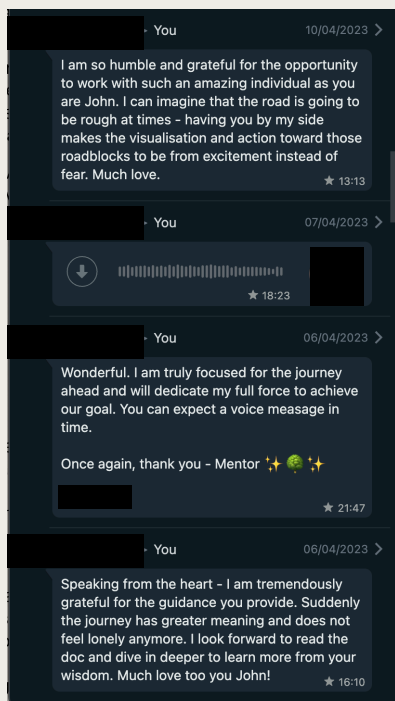 You 10/04/2023
I am so humble and grateful for the opportunity
to work with such an amazing individual as you
are John. I can imagine that the road is going to
be rough at times - having you by my side
makes the visualisation and action toward those
roadblocks to be from excitement instead of
fear. Much love.
13:13
You 07/04/2023
18:23
You 06/04/2023
Wonderful. I am truly focused for the journey
ahead and will dedicate my full force to achieve
our goal. You can expect a voice meassage in
time.
Once again, thank you - Mentor ✨🌳✨
21:47
You 06/04/2023
Speaking from the heart - I am tremendously
grateful for the guidance you provide. Suddenly
the journey has greater meaning and does not
feel lonely anymore. I look forward to read the
doc and dive in deeper to learn more from your
wisdom. Much love too you John!
16:10